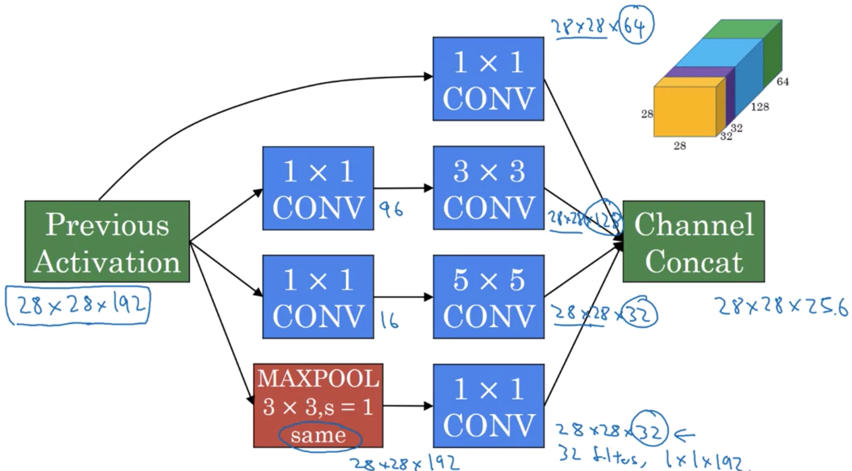 28×28×64
1 × 1
CONV
64
128
32
32
28
28
1 × 1
CONV
96
3 × 3
CONV
28×28×128
Previous
Activation
28×28×192
Channel
Concat
28×28×256
1 × 1
CONV
16
5 × 5
CONV
28×28×32
MAXPOOL
3 × 3,s = 1
same
28×28×192
1 × 1
CONV
28×28×32 ←
32 filters, 1×1×192